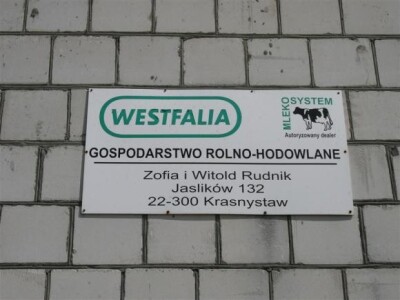 WESTFALIA
MLEKO SYSTEM
Autoryzowany dealer
GOSPODARSTWO ROLNO-HODOWLANE
Zofia i Witold Rudnik
Jaslików 132
22-300 Krasnystaw